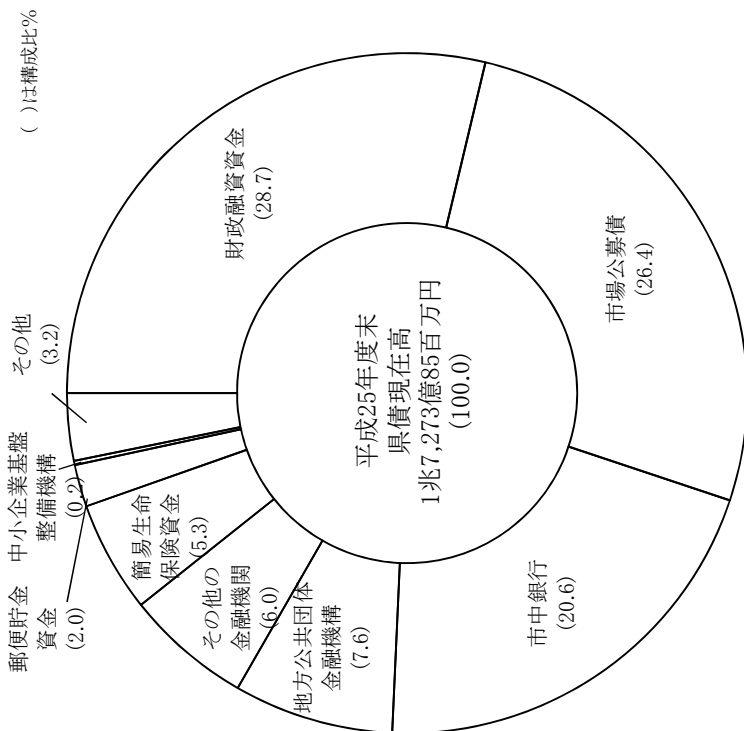 ( )は構成比%
財政融資資金
(28.7)
市場公募債
(26.4)
市中銀行
(20.6)
地方公共団体
金融機構
(7.6)
その他の
金融機関
(6.0)
簡易生命
保険資金
(5.3)
郵便貯金
資金
(2.0)
中小企業基盤
整備機構
(0.2)
その他
(3.2)
平成25年度末
県債現在高
1兆7,273億85百万円
(100.0)